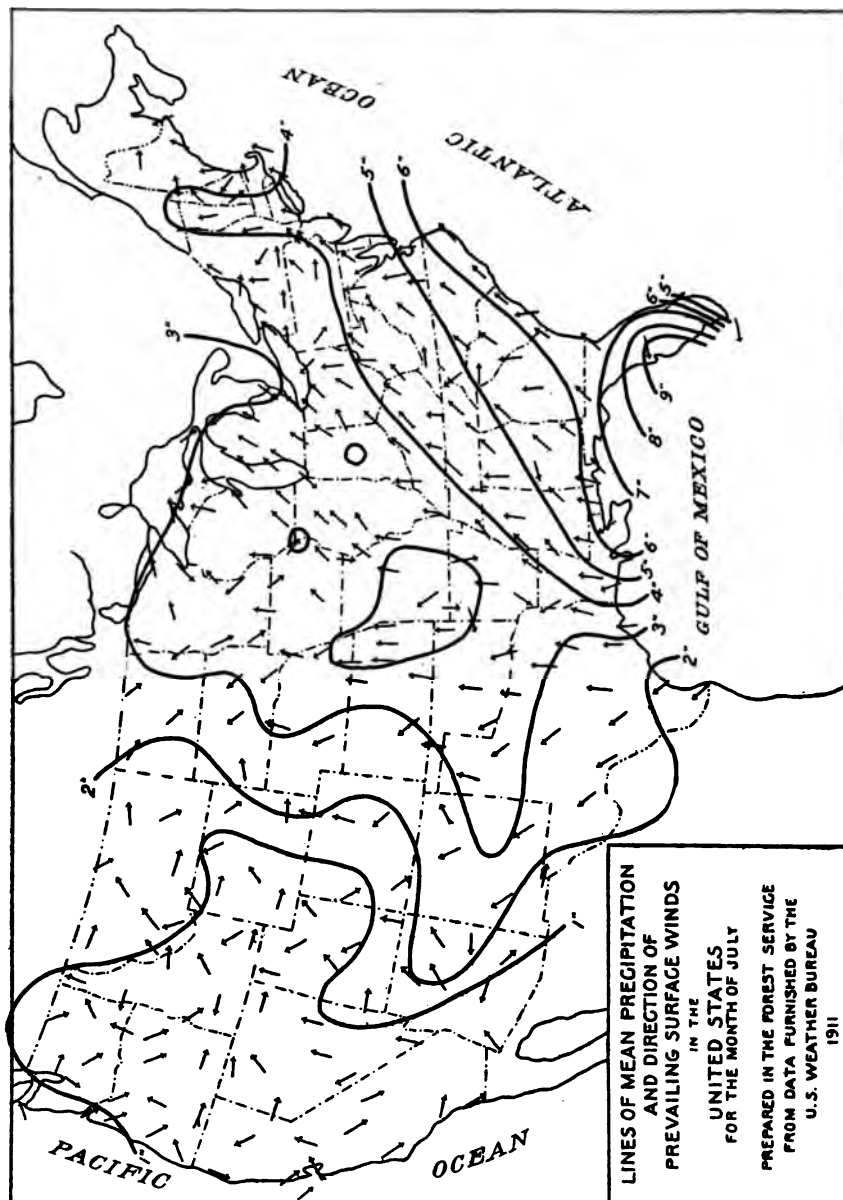 LINES OF MEAN PRECIPITATION
AND DIRECTION OF
PREVAILING SURFACE WINDS
IN THE
UNITED STATES
FOR THE MONTH OF JULY
PREPARED IN THE FOREST SERVICE
FROM DATA FURNISHED BY THE
U.S. WEATHER BUREAU
1911
PACIFIC
OCEAN
ATLANTIC
OCEAN
GULF OF MEXICO
2"
3"
4"
5"
6"
1"
1"
2"
3"
4"
5"
6"
7"
8"
9"
6"
5"